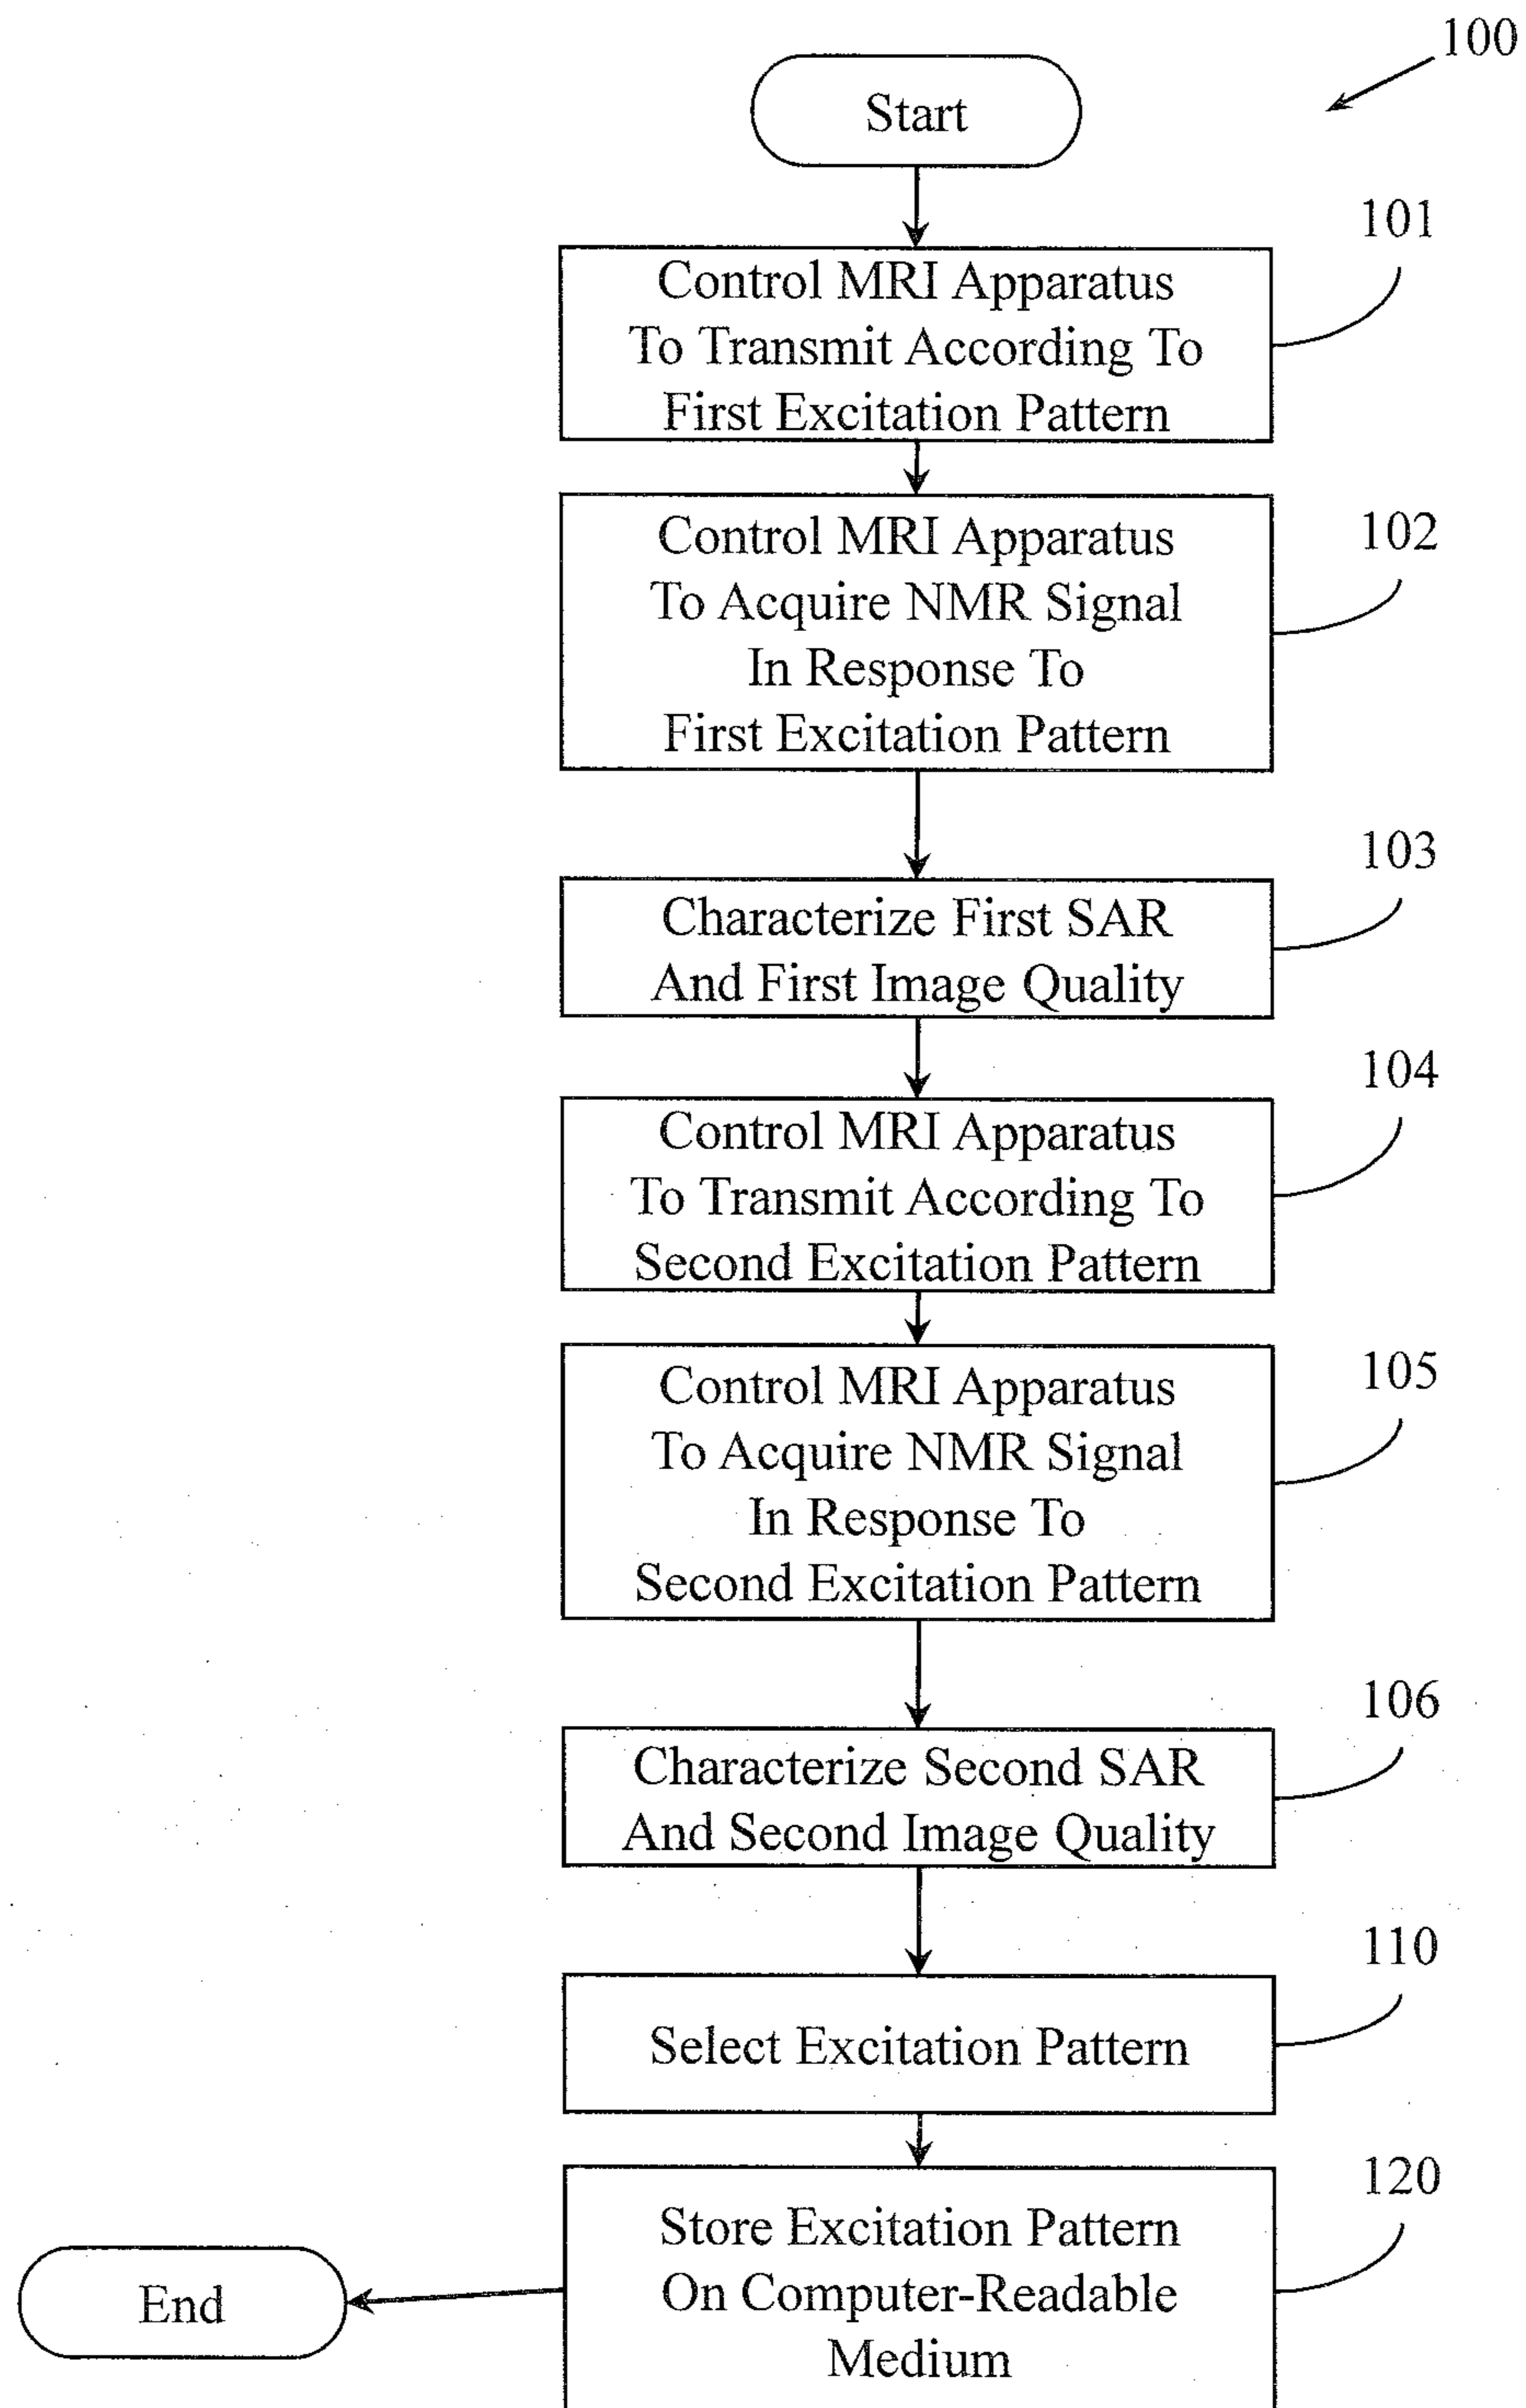 100
Start
101
Control MRI Apparatus
To Transmit According To
First Excitation Pattern
102
Control MRI Apparatus
To Acquire NMR Signal
In Response To
First Excitation Pattern
103
Characterize First SAR
And First Image Quality
104
Control MRI Apparatus
To Transmit According To
Second Excitation Pattern
105
Control MRI Apparatus
To Acquire NMR Signal
In Response To
Second Excitation Pattern
106
Characterize Second SAR
And Second Image Quality
110
Select Excitation Pattern
120
Store Excitation Pattern
On Computer-Readable
Medium
End